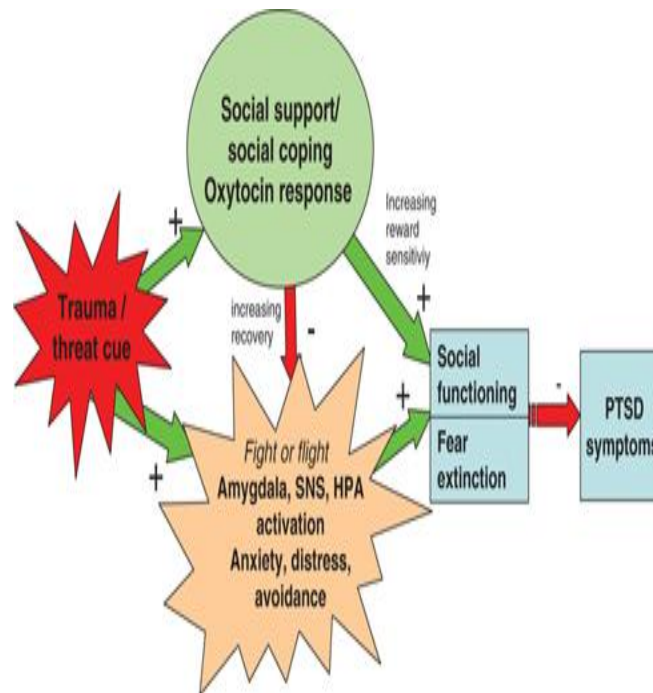 Social support/
social coping
Oxytocin response
Increasing
reward
sensitiviy
+
+
Trauma /
threat cue
increasing
recovery
-
+
+
Fight or flight
Amygdala, SNS, HPA
activation
Anxiety, distress,
avoidance
Social
functioning
Fear
extinction
-
PTSD
symptoms